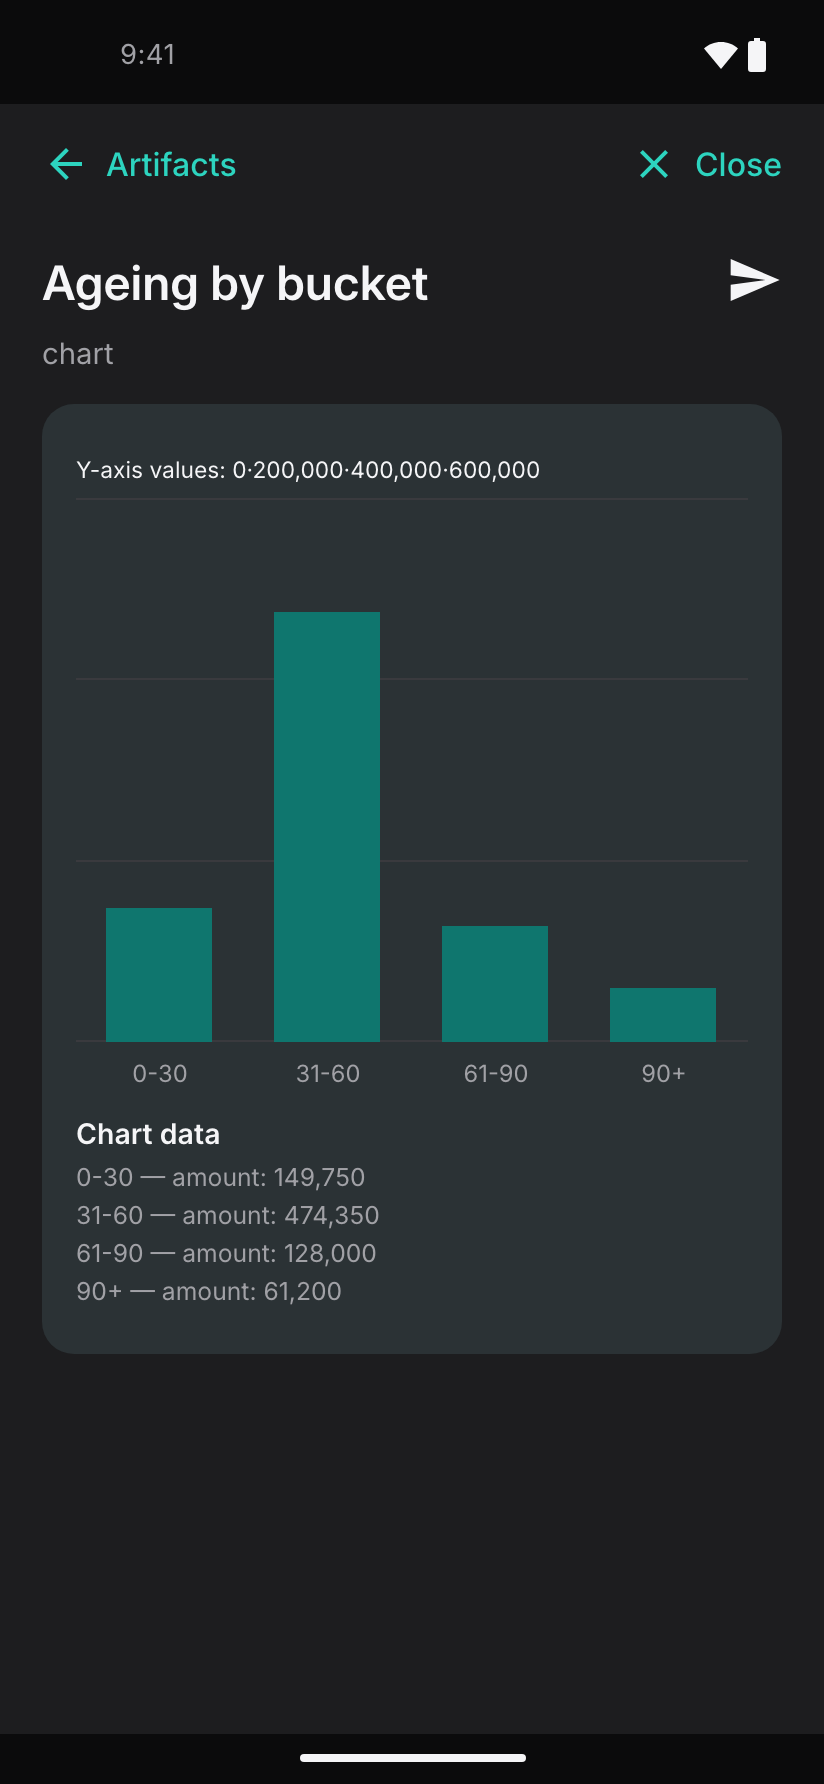 9:41
Artifacts
Close
Ageing by bucket
chart
Y-axis values: 0·200,000·400,000·600,000
0-30
31-60
61-90
90+
Chart data
0-30 — amount: 149,750
31-60 — amount: 474,350
61-90 — amount: 128,000
90+ — amount: 61,200